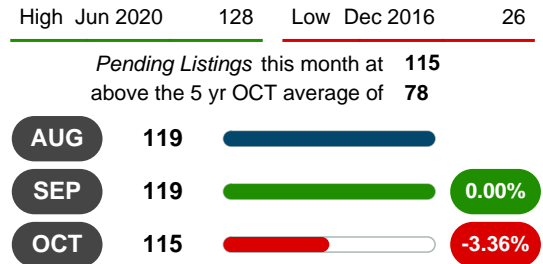 High Jun 2020 128 Low Dec 2016 26
Pending Listings this month at 115
above the 5 yr OCT average of 78
AUG 119
SEP 119 0.00%
OCT 115 -3.36%